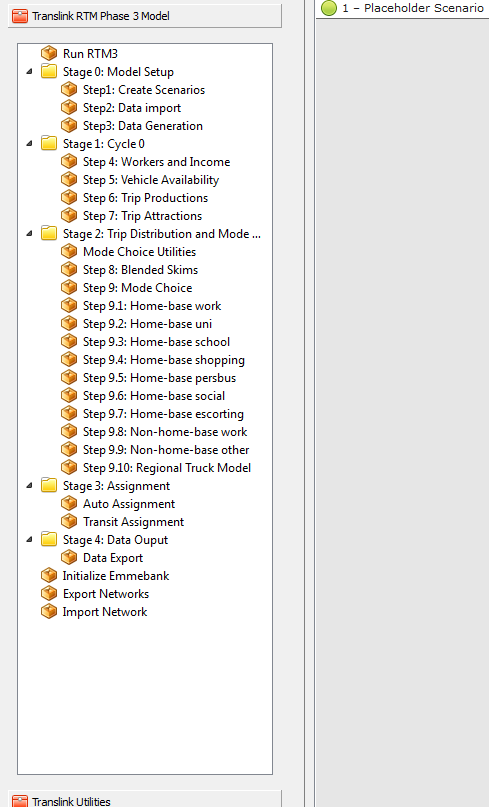 Translink RTM Phase 3 Model
1 – Placeholder Scenario
Run RTM3
Stage 0: Model Setup
Step1: Create Scenarios
Step2: Data import
Step3: Data Generation
Stage 1: Cycle 0
Step 4: Workers and Income
Step 5: Vehicle Availability
Step 6: Trip Productions
Step 7: Trip Attractions
Stage 2: Trip Distribution and Mode ...
Mode Choice Utilities
Step 8: Blended Skims
Step 9: Mode Choice
Step 9.1: Home-base work
Step 9.2: Home-base uni
Step 9.3: Home-base school
Step 9.4: Home-base shopping
Step 9.5: Home-base persbus
Step 9.6: Home-base social
Step 9.7: Home-base escorting
Step 9.8: Non-home-base work
Step 9.9: Non-home-base other
Step 9.10: Regional Truck Model
Stage 3: Assignment
Auto Assignment
Transit Assignment
Stage 4: Data Ouput
Data Export
Initialize Emmebank
Export Networks
Import Network
Translink Utilities